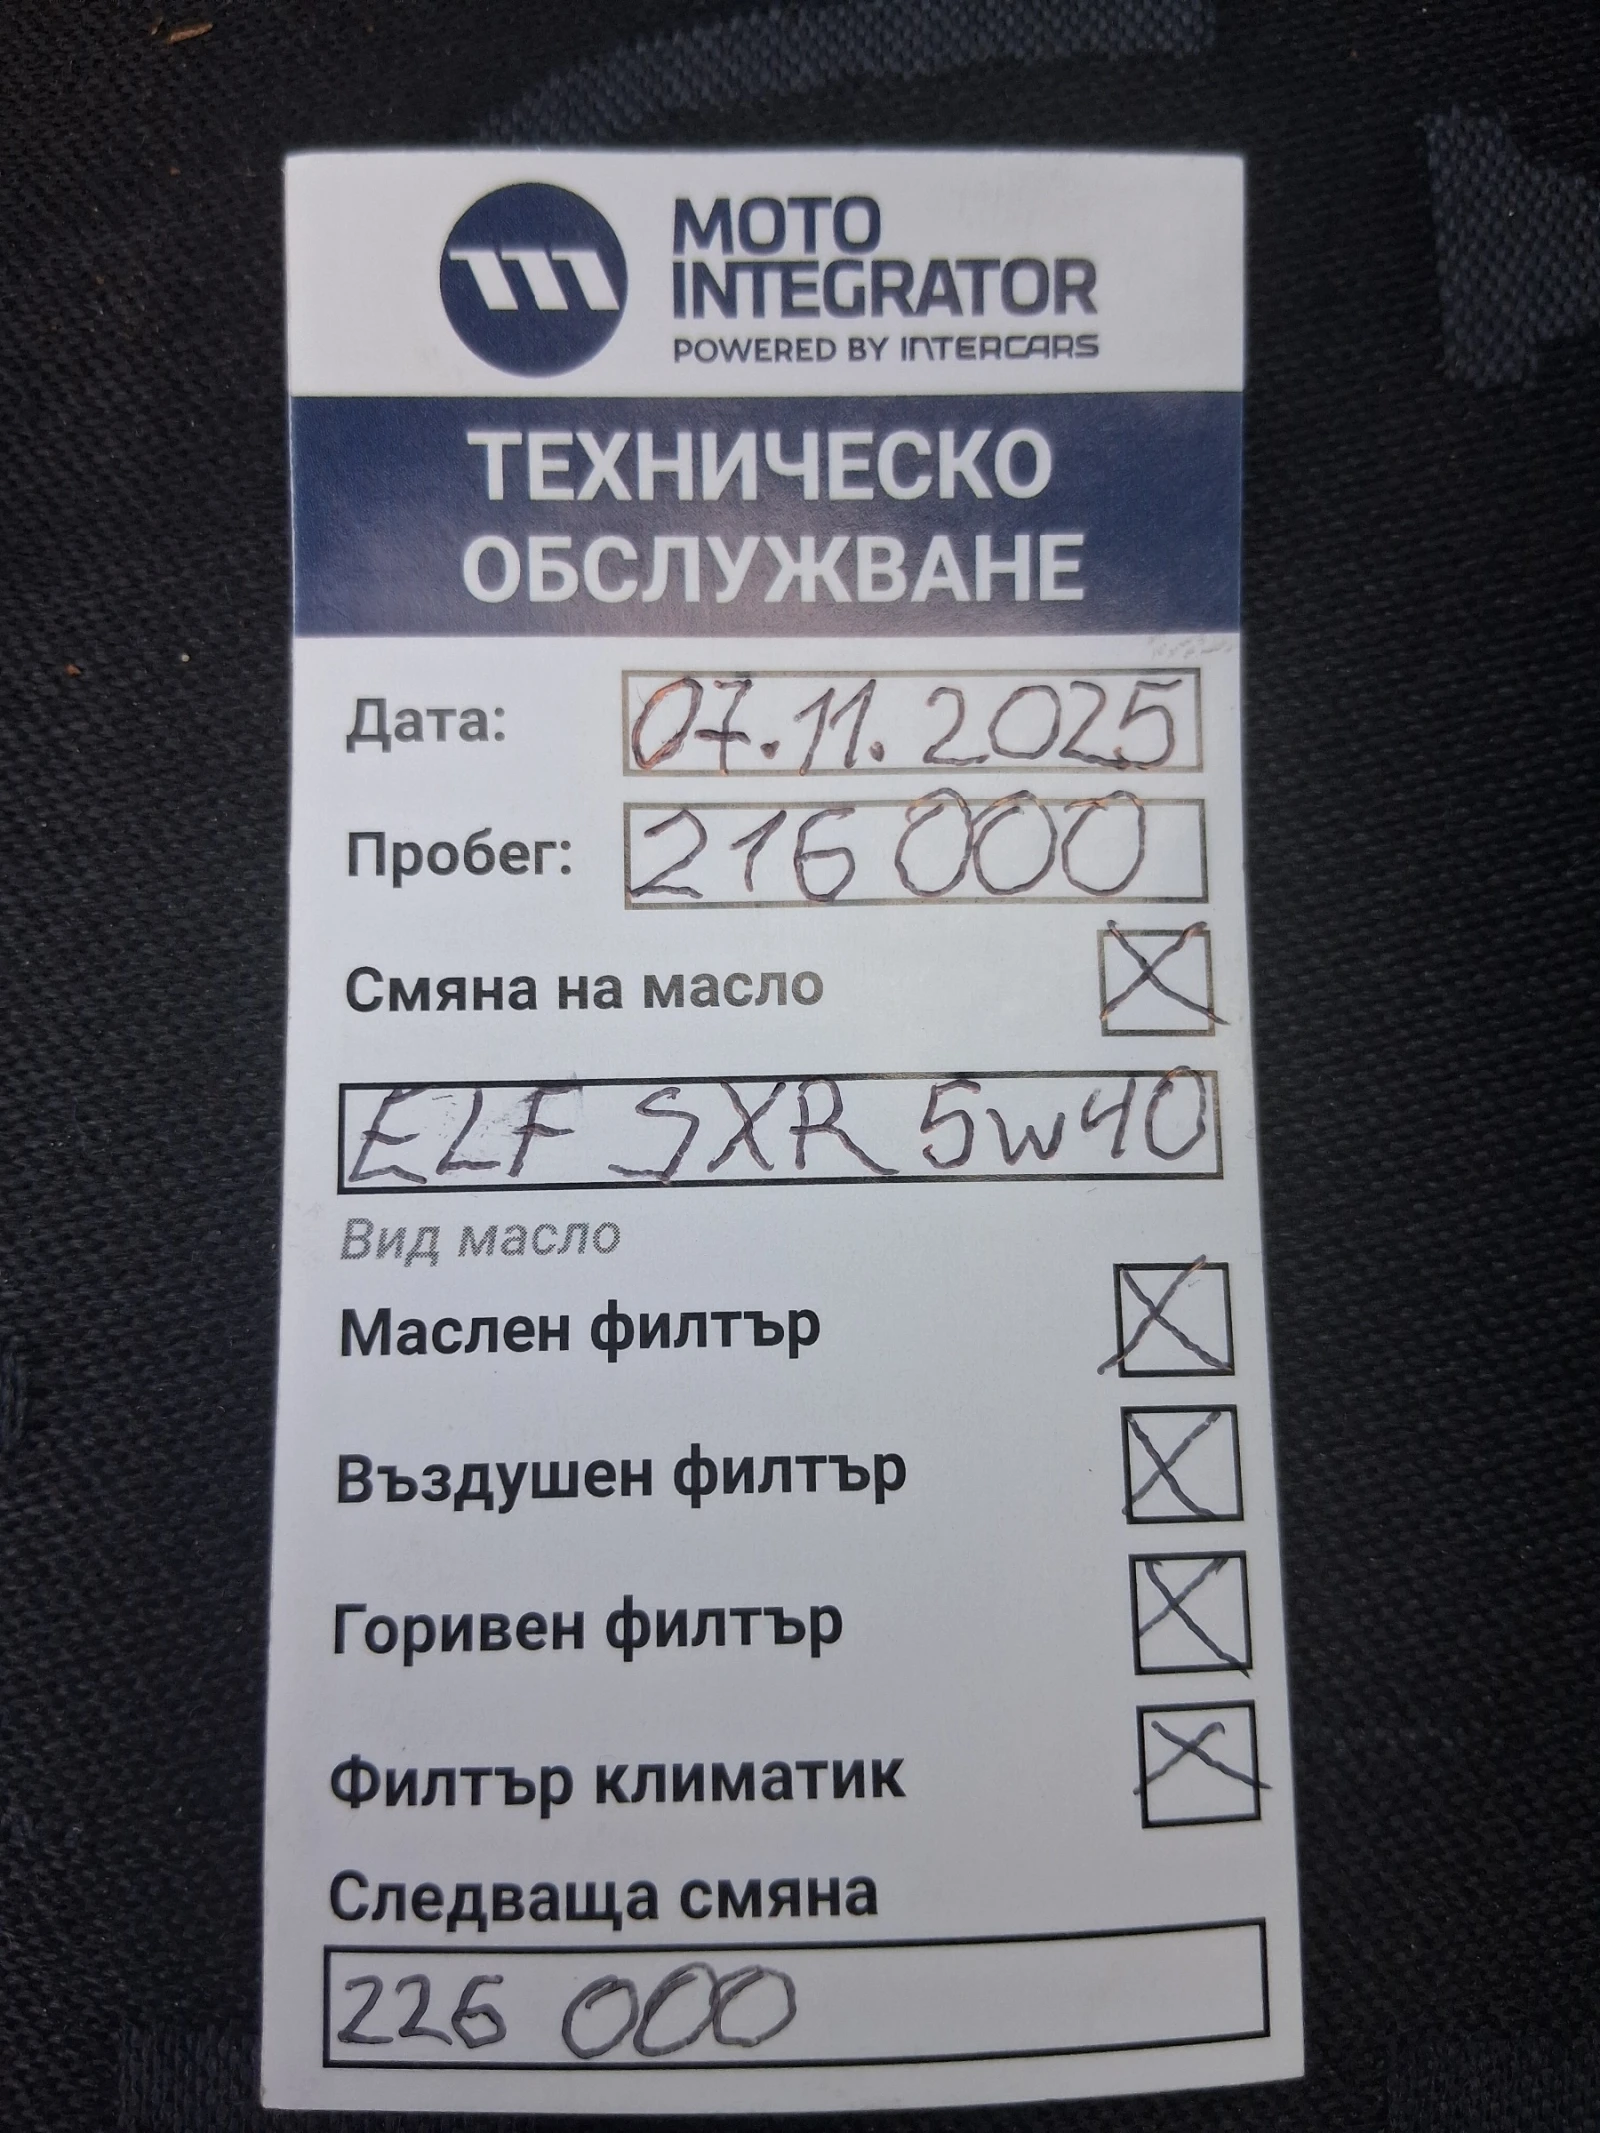 MOTO
INTEGRATOR
POWERED BY INTERCARS
ТЕХНИЧЕСКО
ОБСЛУЖВАНЕ
Дата: 07.11.2025
Пробег: 216 000
Смяна на масло X
ELF SXR 5w40
Вид масло
Маслен филтър X
Въздушен филтър X
Горивен филтър X
Филтър климатик X
Следваща смяна
226 000